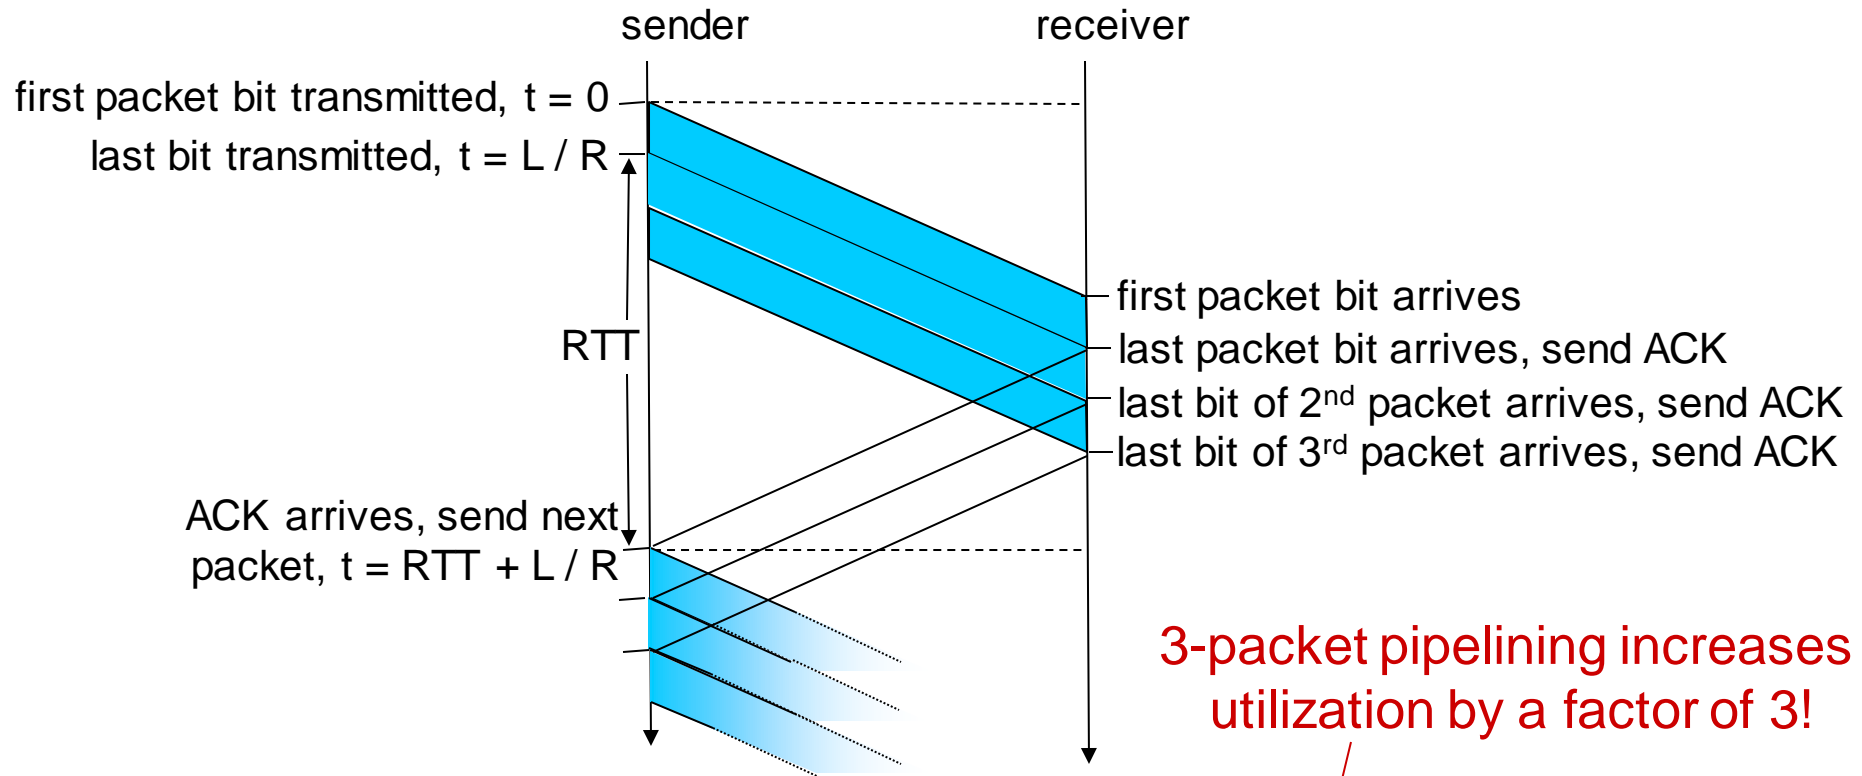 sender
receiver
first packet bit transmitted, t = 0
last bit transmitted, t = L / R
RTT
first packet bit arrives
last packet bit arrives, send ACK
last bit of 2nd packet arrives, send ACK
last bit of 3rd packet arrives, send ACK
ACK arrives, send next
packet, t = RTT + L / R
3-packet pipelining increases
utilization by a factor of 3!